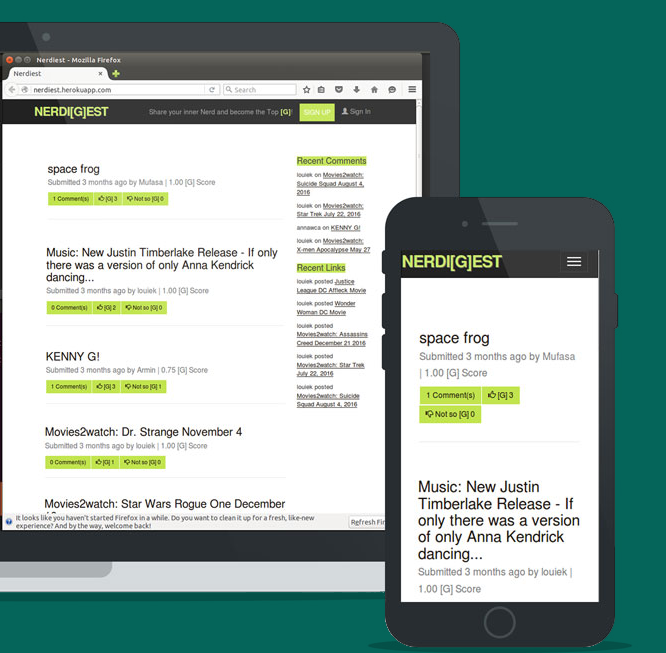 Nerdiest - Mozilla Firefox
Nerdiest
nerdiest.herokuapp.com
Search
NERDI[G]EST
Share your inner Nerd and become the Top [G]!
SIGN UP
Sign In
space frog
Submitted 3 months ago by Mufasa | 1.00 [G] Score
1 Comment(s)
[G] 3
Not so [G] 0
Music: New Justin Timberlake Release - If only
there was a version of only Anna Kendrick
dancing...
Submitted 3 months ago by louiek | 1.00 [G] Score
0 Comment(s)
[G] 2
Not so [G] 0
KENNY G!
Submitted 3 months ago by Armin | 0.75 [G] Score
1 Comment(s)
[G] 3
Not so [G] 1
Movies2watch: Dr. Strange November 4
Submitted 3 months ago by louiek | 1.00 [G] Score
0 Comment(s)
[G] 1
Not so [G] 0
Movies2watch: Star Wars Rogue One December
Recent Comments
louiek on Movies2watch:
Suicide Squad August 4,
2016
louiek on Movies2watch:
Star Trek July 22, 2016
annawca on KENNY G!
louiek on Movies2watch:
X-men Apocalypse May 27
Recent Links
louiek posted Justice
League DC Affleck Movie
louiek posted Wonder
Woman DC Movie
louiek posted
Movies2watch: Assassins
Creed December 21 2016
louiek posted
Movies2watch: Star Trek
July 22, 2016
louiek posted
Movies2watch: Suicide
Squad August 4, 2016
It looks like you haven't started Firefox in a while. Do you want to clean it up for a fresh, like-new
experience? And by the way, welcome back!
Refresh Fir
NERDI[G]EST
space frog
Submitted 3 months ago by Mufasa
| 1.00 [G] Score
1 Comment(s)
[G] 3
Not so [G] 0
Music: New Justin
Timberlake Release - If
only there was a version
of only Anna Kendrick
dancing...
Submitted 3 months ago by louiek |
1.00 [G] Score